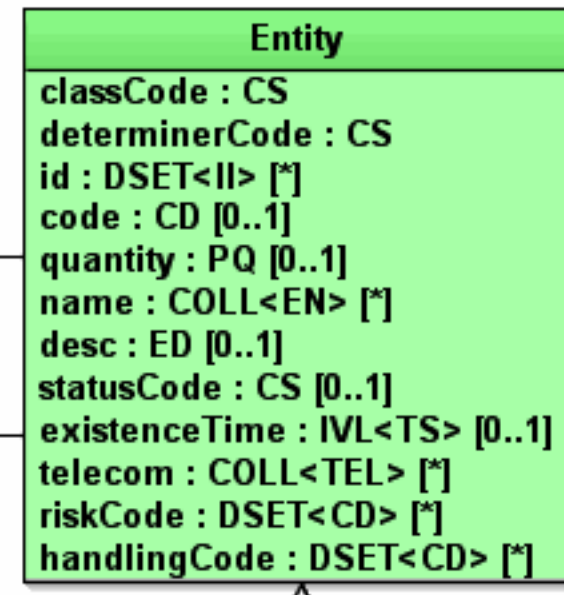 Entity
classCode : CS
determinerCode : CS
id : DSET<II> [*]
code : CD [0..1]
quantity : PQ [0..1]
name : COLL<EN> [*]
desc : ED [0..1]
statusCode : CS [0..1]
existenceTime : IVL<TS> [0..1]
telecom : COLL<TEL> [*]
riskCode : DSET<CD> [*]
handlingCode : DSET<CD> [*]